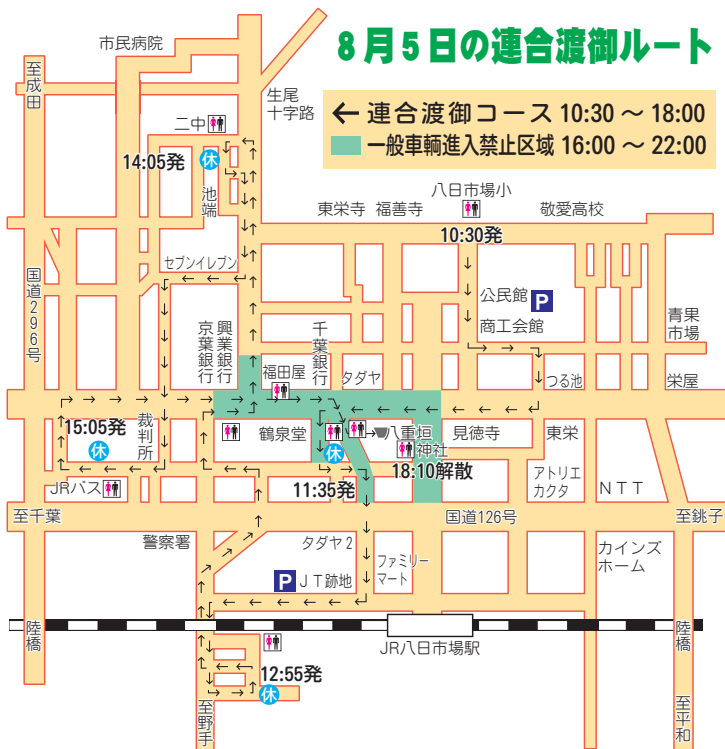 8月5日の連合渡御ルート
← 連合渡御コース 10:30 ～ 18:00
一般車輌進入禁止区域 16:00 ～ 22:00
市民病院
至成田
生尾
十字路
二中
14:05発
休
池端
八日市場小
東栄寺
福善寺
敬愛高校
10:30発
セブンイレブン
国道296号
公民館
P
商工会館
青果
市場
京葉銀行
興業銀行
千葉銀行
福田屋
タダヤ
つる池
栄屋
15:05発
休
裁判所
鶴泉堂
休
八重垣
神社
見徳寺
東栄
18:10解散
11:35発
JRバス
アトリエ
カクタ
NTT
至千葉
国道126号
至銚子
警察署
タダヤ2
ファミリー
マート
カインズ
ホーム
P
JT跡地
陸橋
陸橋
JR八日市場駅
12:55発
休
至野手
至平和